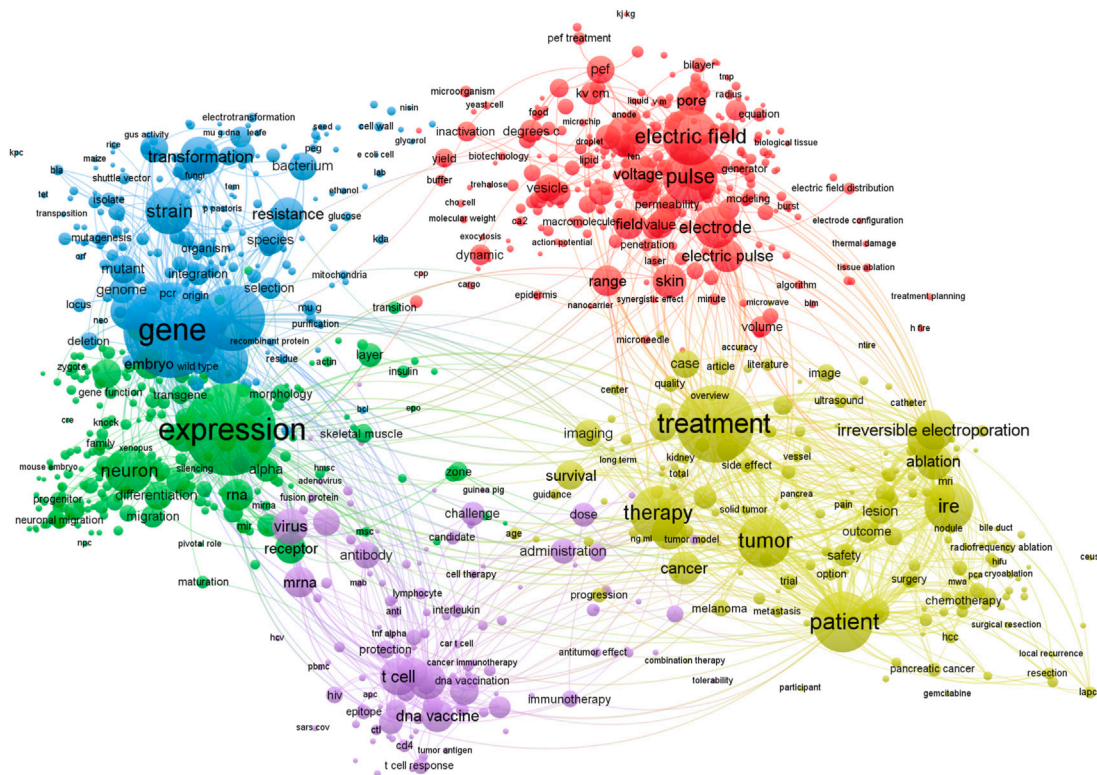 kj kg
pef treatment
pef
bilayer
tmp
kv cm
liquid
v m
radius
pore
equation
microorganism
yeast cell
food
microchip
anode
nisin
electrotransformation
gus activity
mu g dna
leafe
seed
cell wall
inactivation
degrees c
droplet
electric field
biological tissue
rice
peg
glycerol
kpc
maize
transformation
bacterium
e coli cell
yield
biotechnology
lipid
ten
bla
fungi
shuttle vector
lab
buffer
trehalose
vesicle
voltage
pulse
generator
tet
isolate
tem
ethanol
cho cell
permeability
modeling
electric field distribution
transposition
strain
p pastoris
resistance
glucose
molecular weight
ca2
macromolecule
field
value
burst
electrode configuration
mutagenesis
species
kda
exocytosis
action potential
penetration
electrode
orf
organism
dynamic
laser
electric pulse
thermal damage
mutant
integration
mitochondria
cpp
tissue ablation
genome
pcr
origin
selection
cargo
range
skin
algorithm
locus
mu g
transition
epidermis
nanocarrier
synergistic effect
minute
microwave
blm
treatment planning
neo
gene
purification
volume
h fire
deletion
recombinant protein
microneedle
accuracy
ntire
zygote
embryo
wild type
residue
actin
layer
case
article
literature
gene function
insulin
image
transgene
morphology
center
quality
overview
ultrasound
catheter
cre
knock
bcl
epo
treatment
family
expression
skeletal muscle
imaging
irreversible electroporation
xenopus
long term
kidney
vessel
mouse embryo
neuron
silencing
alpha
hmsc
zone
survival
total
side effect
ablation
progenitor
differentiation
rna
adenovirus
guinea pig
guidance
pancrea
mri
fusion protein
neuronal migration
migration
mirna
challenge
dose
therapy
solid tumor
pain
lesion
ire
mir
virus
npc
pivotal role
receptor
msc
candidate
age
ng ml
tumor model
tumor
outcome
nodule
bile duct
antibody
administration
radiofrequency ablation
ceus
maturation
mrna
mab
cell therapy
cancer
safety
hifu
lymphocyte
trial
option
surgery
mwa
pca
cryoablation
progression
anti
interleukin
melanoma
metastasis
chemotherapy
tnf alpha
patient
surgical resection
hcv
protection
car t cell
hcc
antitumor effect
combination therapy
local recurrence
pbmc
cancer immunotherapy
pancreatic cancer
resection
t cell
dna vaccination
tolerability
participant
gemcitabine
lapc
hiv
apc
immunotherapy
epitope
dna vaccine
sars cov
ctl
cd4
tumor antigen
t cell response